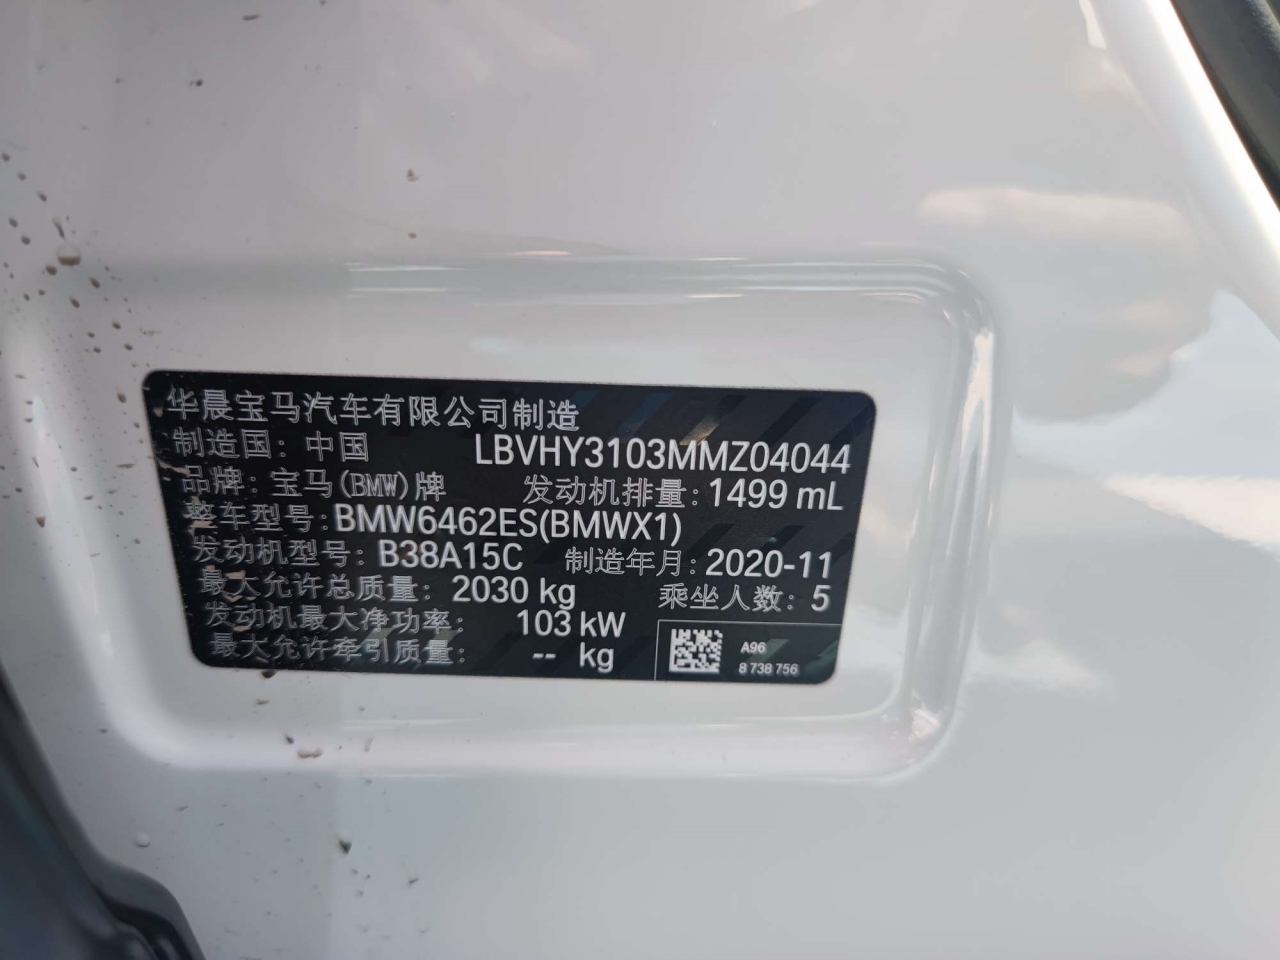 华晨宝马汽车有限公司制造
制造国: 中国 LBVHY3103MMZ04044
品牌: 宝马(BMW)牌 发动机排量: 1499 mL
整车型号: BMW6462ES(BMWX1)
发动机型号: B38A15C 制造年月: 2020-11
最大允许总质量: 2030 kg 乘坐人数: 5
发动机最大净功率: 103 kW
最大允许牵引质量: -- kg
A96
8 738 756